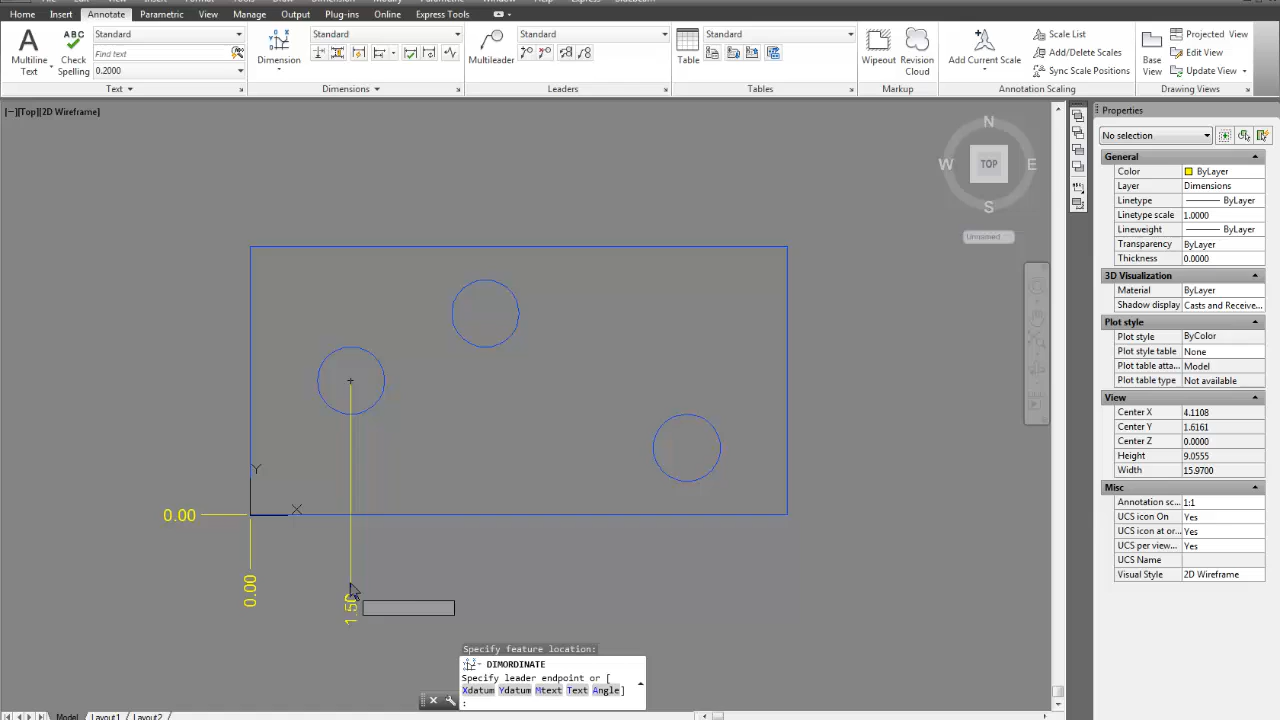 Home Insert Annotate Parametric View Manage Output Plug-ins Online Express Tools
Multiline Text
ABC Check Spelling
Standard
Find text
0.2000
Text
Dimension
Standard
Dimensions
Multileader
Standard
Leaders
Table
Standard
Tables
Wipeout
Revision Cloud
Markup
Add Current Scale
Scale List
Add/Delete Scales
Sync Scale Positions
Annotation Scaling
Base View
Projected View
Edit View
Update View
Drawing Views
[−][Top][2D Wireframe]
N
W TOP E
S
Unnamed
Y
X
0.00
0.00
1.50
Specify feature location:
DIMORDINATE
Specify leader endpoint or [
Xdatum Ydatum Mtext Text Angle]
:
Model Layout1 Layout2
Properties
No selection
General
Color ByLayer
Layer Dimensions
Linetype ByLayer
Linetype scale 1.0000
Lineweight ByLayer
Transparency ByLayer
Thickness 0.0000
3D Visualization
Material ByLayer
Shadow display Casts and Receive...
Plot style
Plot style ByColor
Plot style table None
Plot table atta... Model
Plot table type Not available
View
Center X 4.1108
Center Y 1.6161
Center Z 0.0000
Height 9.0555
Width 15.9700
Misc
Annotation sc... 1:1
UCS icon On Yes
UCS icon at or... Yes
UCS per view... Yes
UCS Name
Visual Style 2D Wireframe